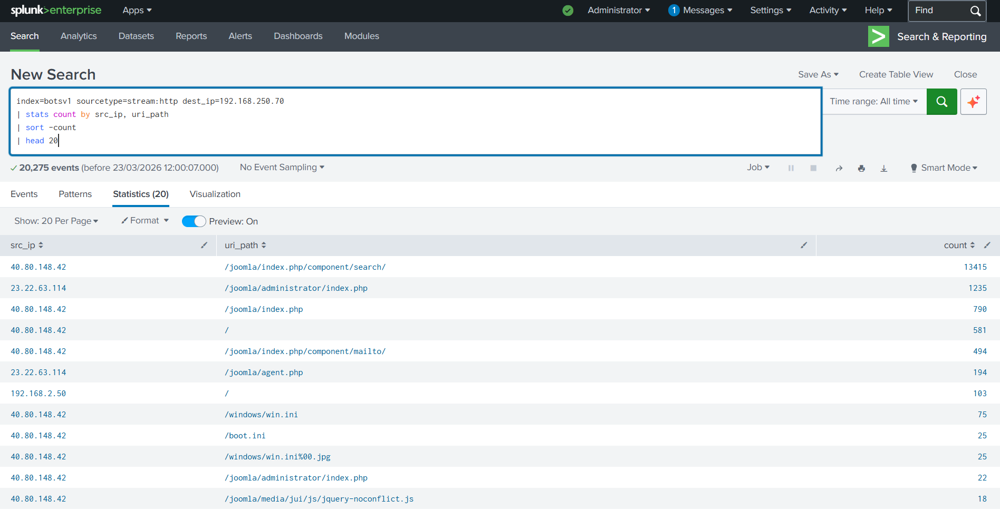 splunk>enterprise Apps Administrator 1 Messages Settings Activity Help Find
Search Analytics Datasets Reports Alerts Dashboards Modules > Search & Reporting
New Search Save As Create Table View Close
index=botsv1 sourcetype=stream:http dest_ip=192.168.250.70 Time range: All time
| stats count by src_ip, uri_path
| sort -count
| head 20
20,275 events (before 23/03/2026 12:00:07.000) No Event Sampling Job Smart Mode
Events Patterns Statistics (20) Visualization
Show: 20 Per Page Format Preview: On
src_ip uri_path count
40.80.148.42 /joomla/index.php/component/search/ 13415
23.22.63.114 /joomla/administrator/index.php 1235
40.80.148.42 /joomla/index.php 790
40.80.148.42 / 581
40.80.148.42 /joomla/index.php/component/mailto/ 494
23.22.63.114 /joomla/agent.php 194
192.168.2.50 / 103
40.80.148.42 /windows/win.ini 75
40.80.148.42 /boot.ini 25
40.80.148.42 /windows/win.ini%00.jpg 25
40.80.148.42 /joomla/administrator/index.php 22
40.80.148.42 /joomla/media/jui/js/jquery-noconflict.js 18